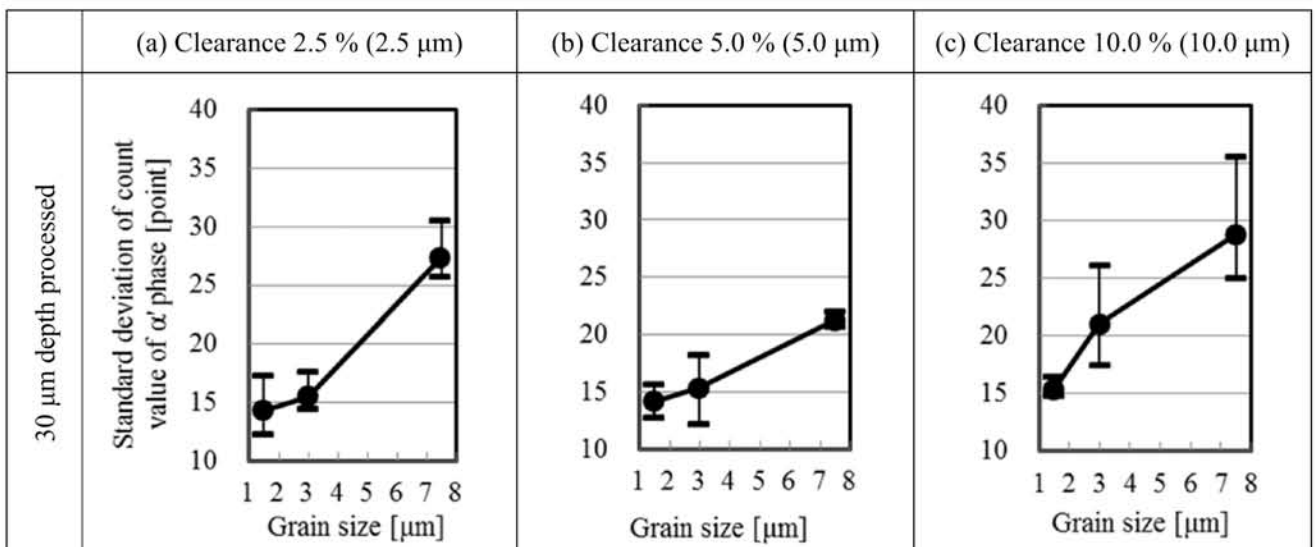 (a) Clearance 2.5 % (2.5 μm)
(b) Clearance 5.0 % (5.0 μm)
(c) Clearance 10.0 % (10.0 μm)
30 μm depth processed
Standard deviation of count
value of α' phase [point]
40
35
30
25
20
15
10
1 2 3 4 5 6 7 8
Grain size [μm]
40
35
30
25
20
15
10
1 2 3 4 5 6 7 8
Grain size [μm]
40
35
30
25
20
15
10
1 2 3 4 5 6 7 8
Grain size [μm]